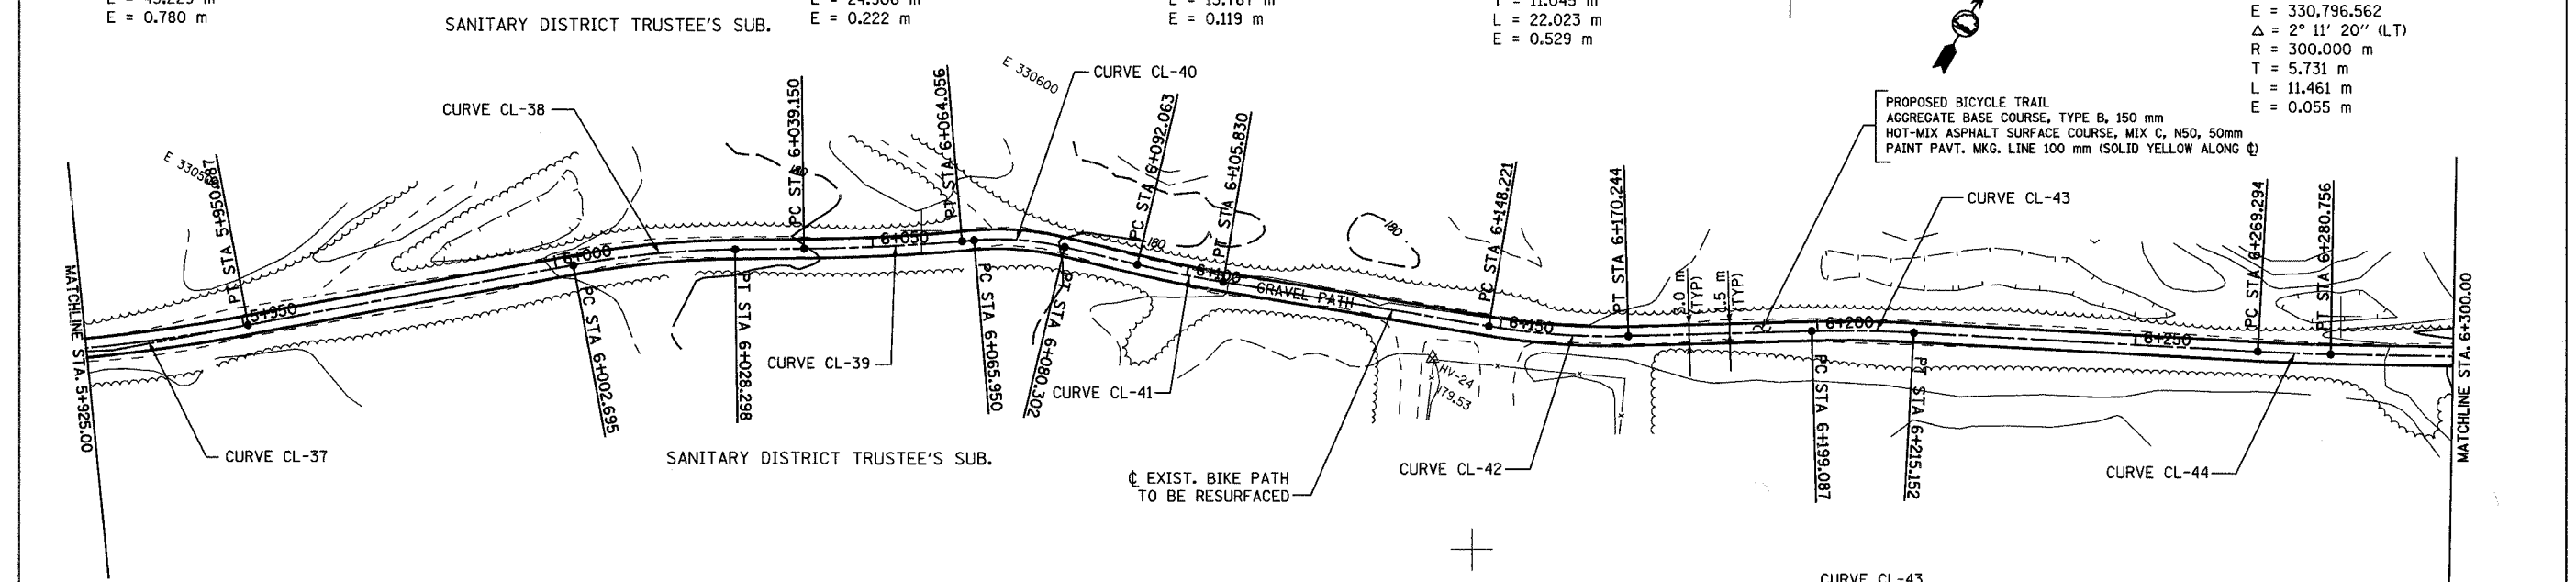 E = 0.780 m
SANITARY DISTRICT TRUSTEE'S SUB.
E = 0.222 m
E = 0.119 m
L = 22.023 m
E = 0.529 m
E = 330,796.562
Δ = 2° 11' 20" (LT)
R = 300.000 m
T = 5.731 m
L = 11.461 m
E = 0.055 m
PROPOSED BICYCLE TRAIL
AGGREGATE BASE COURSE, TYPE B, 150 mm
HOT-MIX ASPHALT SURFACE COURSE, MIX C, N50, 50mm
PAINT PAVT. MKG. LINE 100 mm (SOLID YELLOW ALONG ℄)
CURVE CL-38
CURVE CL-40
E 330600
CURVE CL-43
PT STA 5+950.687
PC STA 6+039.150
PT STA 6+064.056
PC STA 6+092.063
PT STA 6+105.830
PC STA 6+148.221
PT STA 6+170.244
PC STA 6+269.294
PT STA 6+280.756
180
180
180
MATCHLINE STA. 5+925.00
5+950
6+000
6+050
6+100
GRAVEL PATH
6+150
3.0 m
(TYP)
1.5 m
(TYP)
6+200
6+250
MATCHLINE STA. 6+300.00
PC STA 6+002.695
PT STA 6+028.298
PC STA 6+065.950
PT STA 6+080.302
PC STA 6+199.087
PT STA 6+215.152
HV-24
179.53
CURVE CL-39
CURVE CL-41
CURVE CL-37
SANITARY DISTRICT TRUSTEE'S SUB.
℄ EXIST. BIKE PATH
TO BE RESURFACED
CURVE CL-42
CURVE CL-44
CURVE CL-43